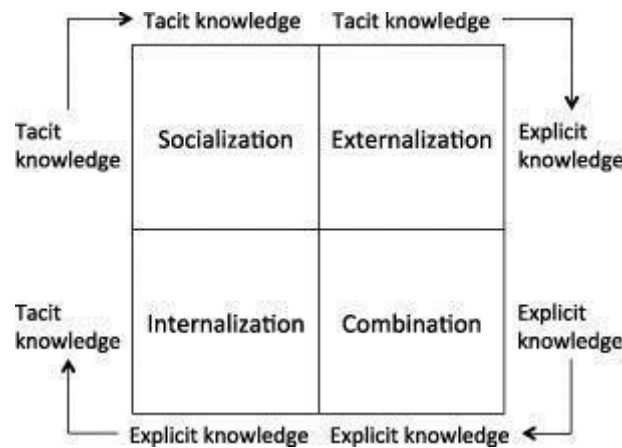 Tacit knowledge Tacit knowledge
Tacit
knowledge
Socialization Externalization
Explicit
knowledge
Tacit
knowledge
Internalization Combination
Explicit
knowledge
Explicit knowledge Explicit knowledge